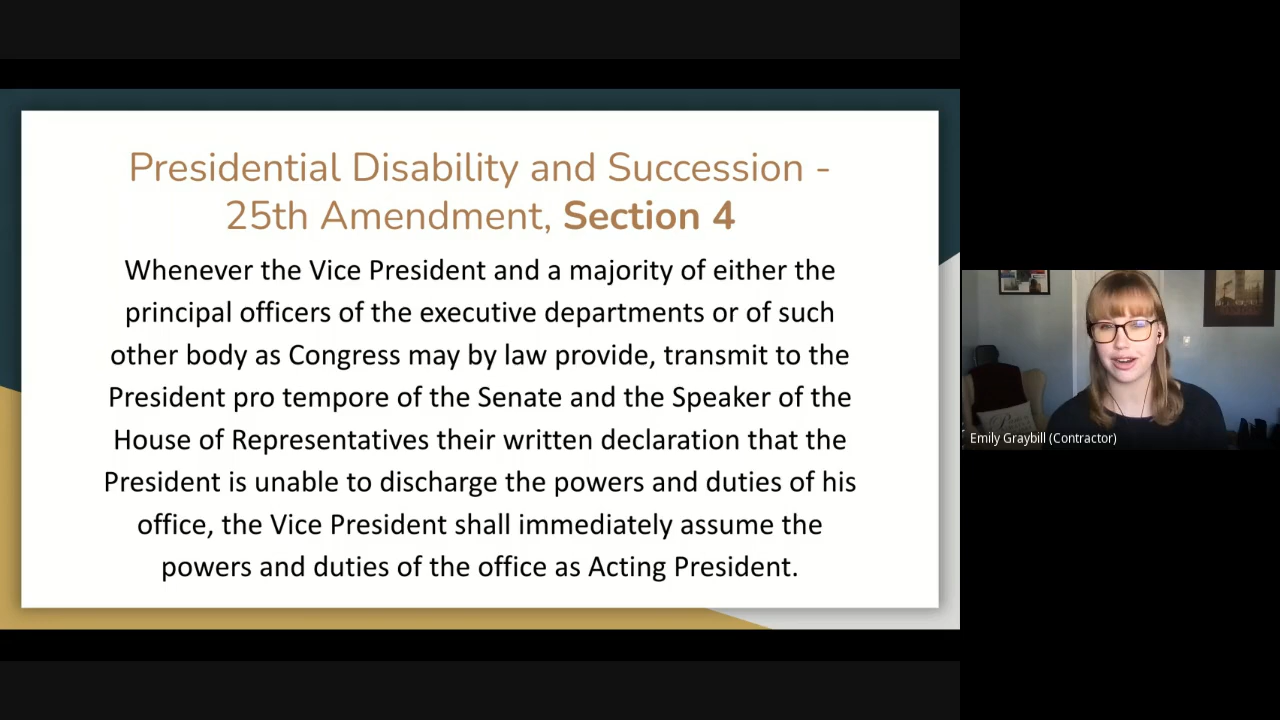 Presidential Disability and Succession -
25th Amendment, Section 4
Whenever the Vice President and a majority of either the
principal officers of the executive departments or of such
other body as Congress may by law provide, transmit to the
President pro tempore of the Senate and the Speaker of the
House of Representatives their written declaration that the
President is unable to discharge the powers and duties of his
office, the Vice President shall immediately assume the
powers and duties of the office as Acting President.
Emily Graybill (Contractor)